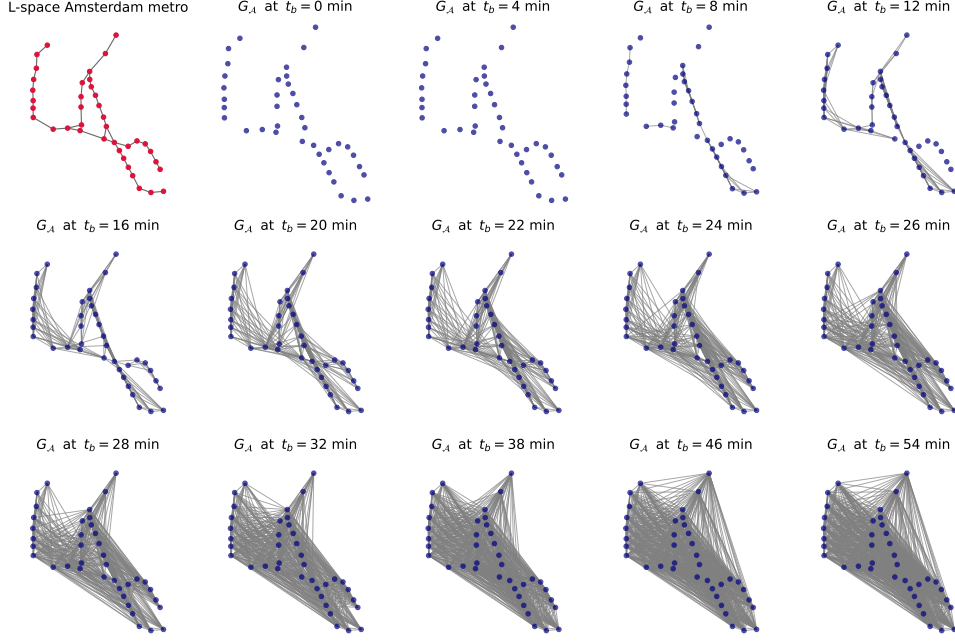 L-space Amsterdam metro
G𝒜 at t_b = 0 min
G𝒜 at t_b = 4 min
G𝒜 at t_b = 8 min
G𝒜 at t_b = 12 min
G𝒜 at t_b = 16 min
G𝒜 at t_b = 20 min
G𝒜 at t_b = 22 min
G𝒜 at t_b = 24 min
G𝒜 at t_b = 26 min
G𝒜 at t_b = 28 min
G𝒜 at t_b = 32 min
G𝒜 at t_b = 38 min
G𝒜 at t_b = 46 min
G𝒜 at t_b = 54 min